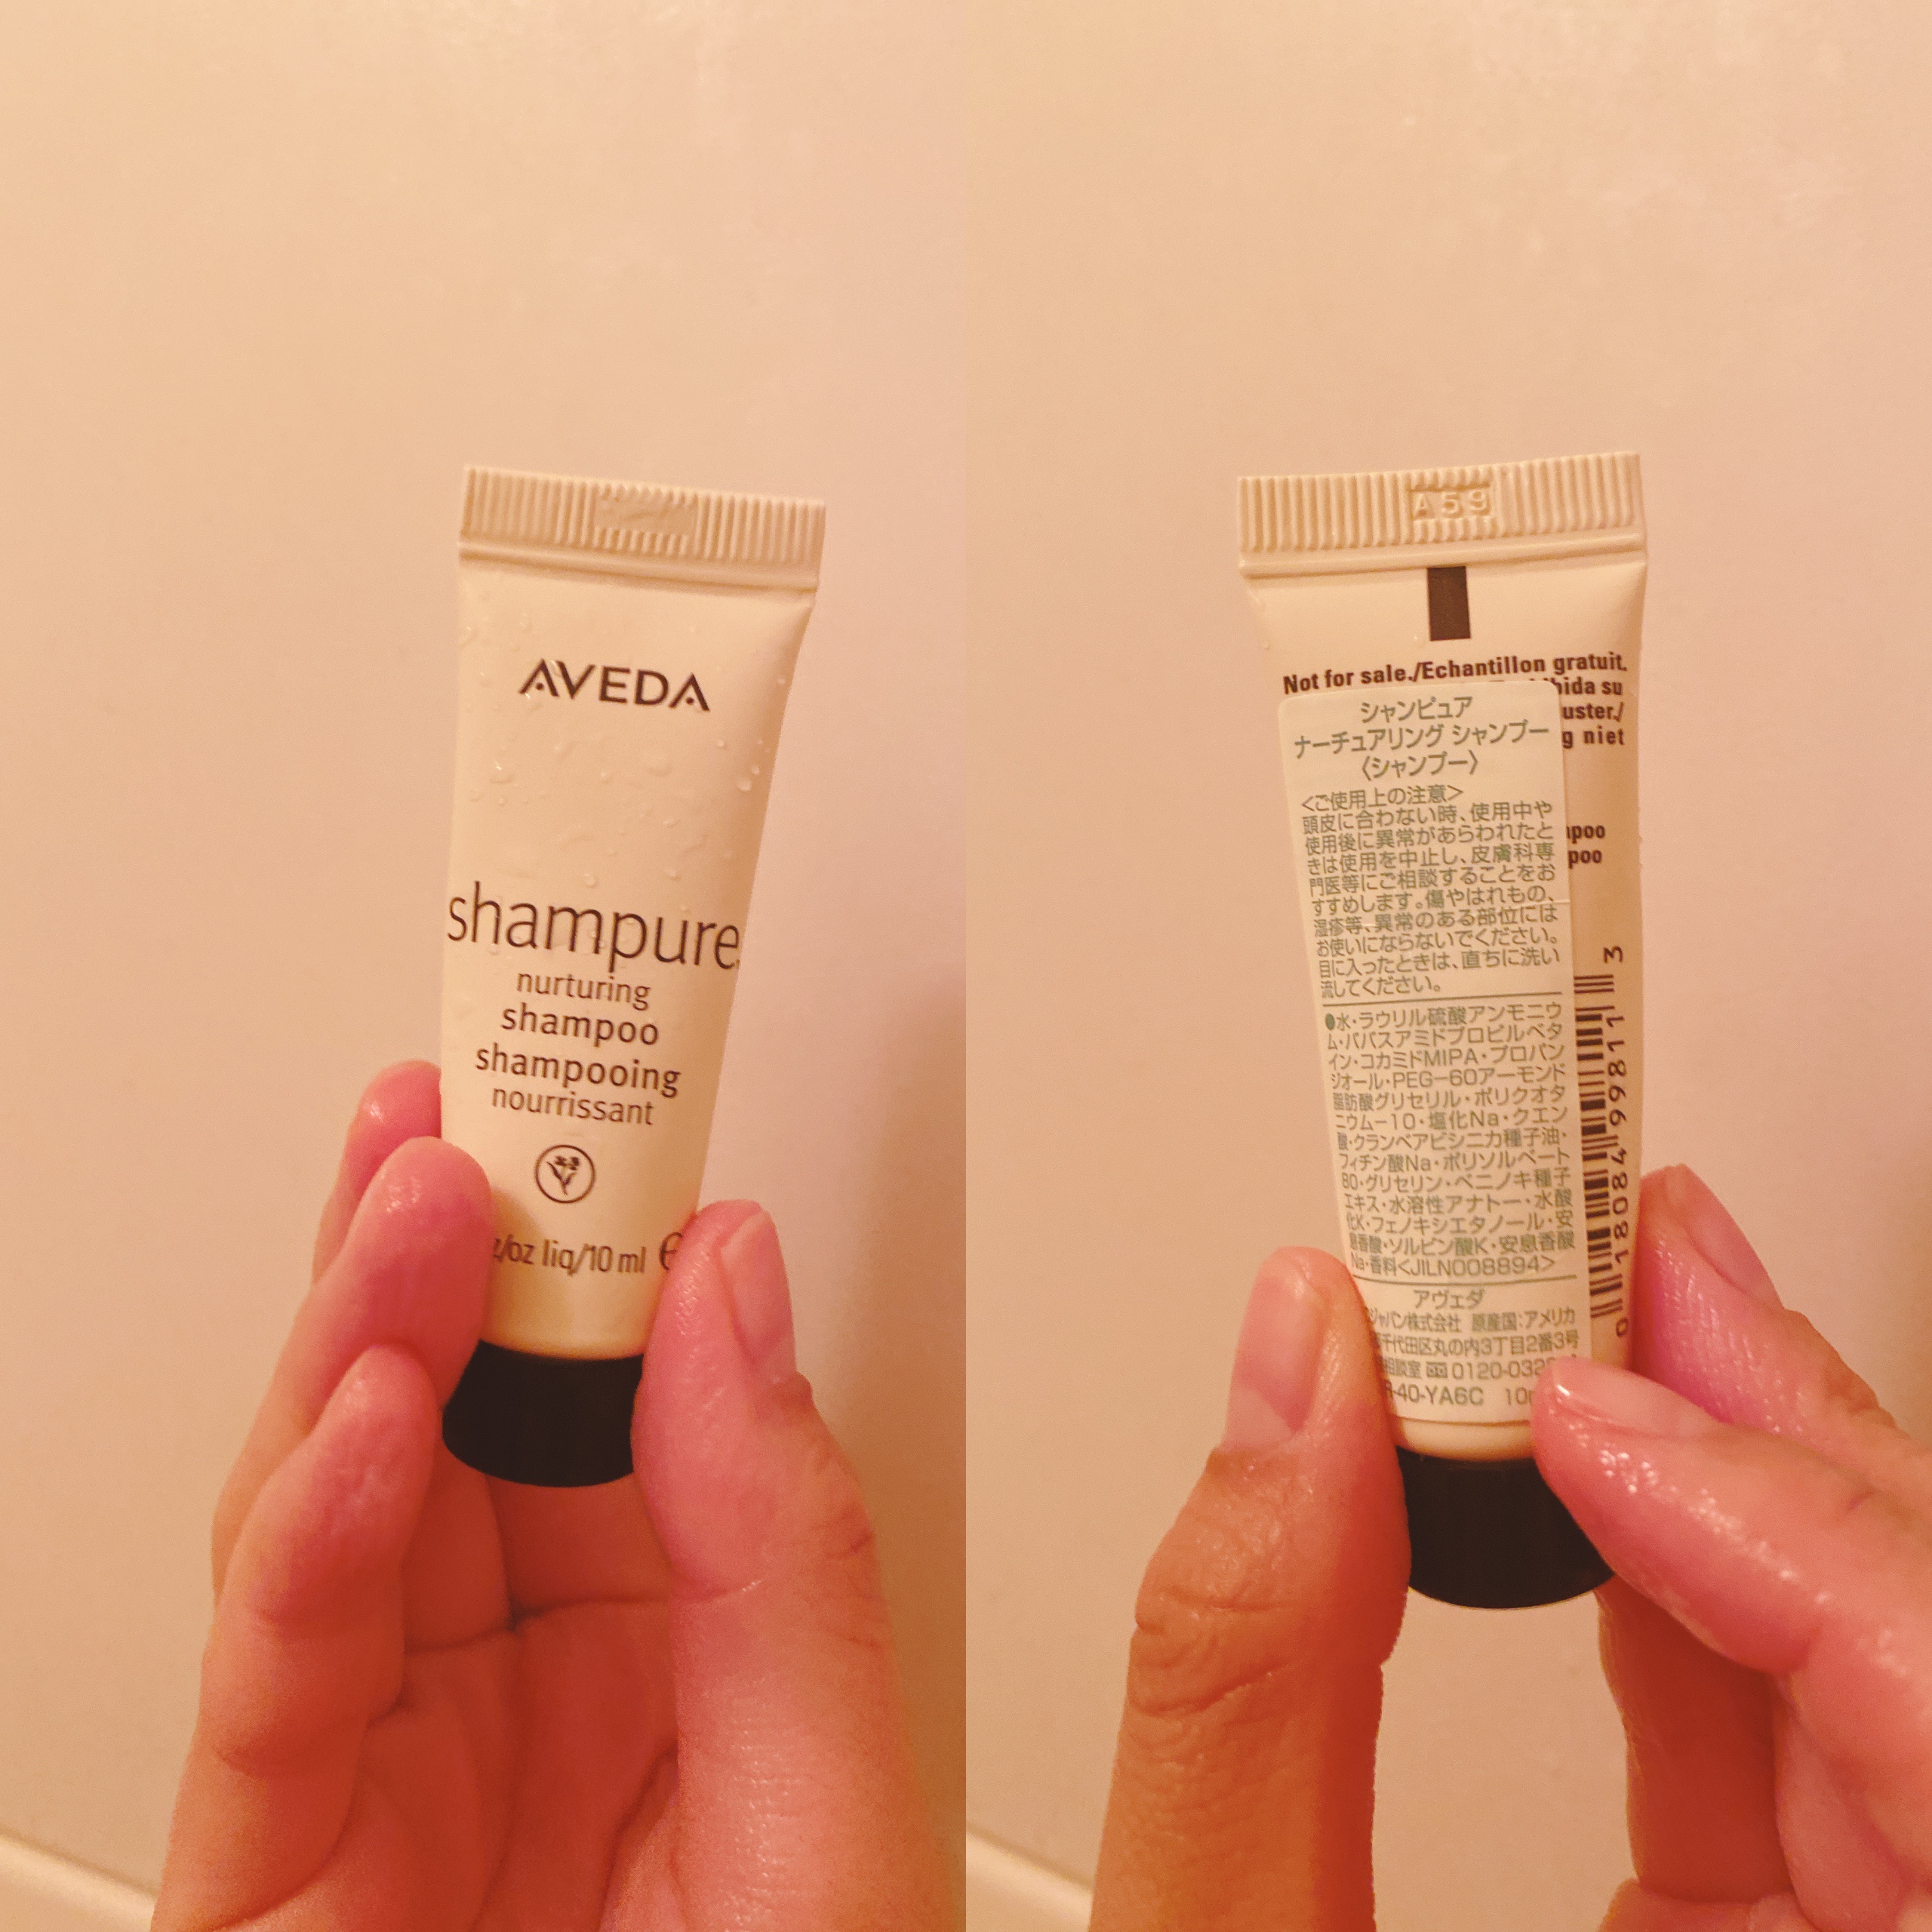 AVEDA
shampure
nurturing
shampoo
shampooing
nourrissant
oz liq/10 ml e
A59
Not for sale./Echantillon gratuit.
su
niet
シャンピュア
ナーチュアリング シャンプー
〈シャンプー〉
<ご使用上の注意>
頭皮に合わない時、使用中や
使用後に異常があらわれたと
きは使用を中止し、皮膚科専
門医等にご相談することをお
すすめします。傷やはれもの、
湿疹等、異常のある部位には
お使いにならないでください。
目に入ったときは、直ちに洗い
流してください。
●水・ラウリル硫酸アンモニウ
ム・ババスアミドプロピルベタ
イン・コカミドMIPA・プロパン
ジオール・PEG-60アーモンド
脂肪酸グリセリル・ポリクオタ
ニウム-10・塩化Na・クエン
酸・クランベアビシニカ種子油・
フィチン酸Na・ポリソルベート
80・グリセリン・ベニノキ種子
エキス・水溶性アナトー・水酸
化K・フェノキシエタノール・安
息香酸・ソルビン酸K・安息香酸
Na・香料<JILN008894>
アヴェダ
ジャパン株式会社 原産国:アメリカ
千代田区丸の内3丁目2番3号
相談室 0120-032
-40-YA6C 10
0 18084 99811 3